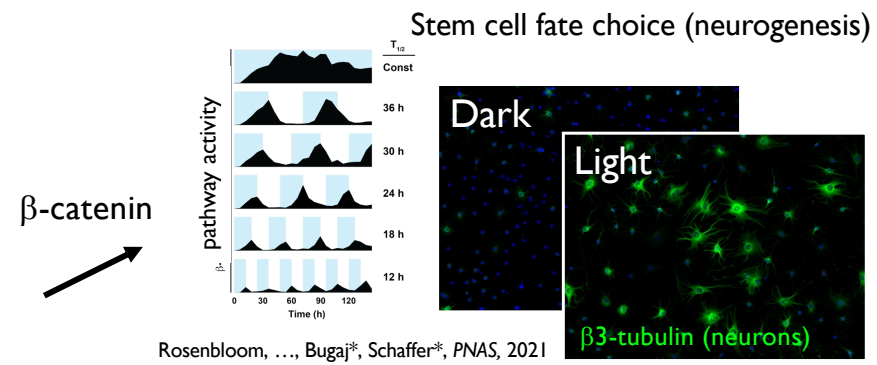 Stem cell fate choice (neurogenesis)
T1/2
Const
36 h
30 h
24 h
18 h
12 h
pathway activity
β-
0 30 60 90 120
Time (h)
β-catenin
Dark
Light
β3-tubulin (neurons)
Rosenbloom, …, Bugaj*, Schaffer*, PNAS, 2021